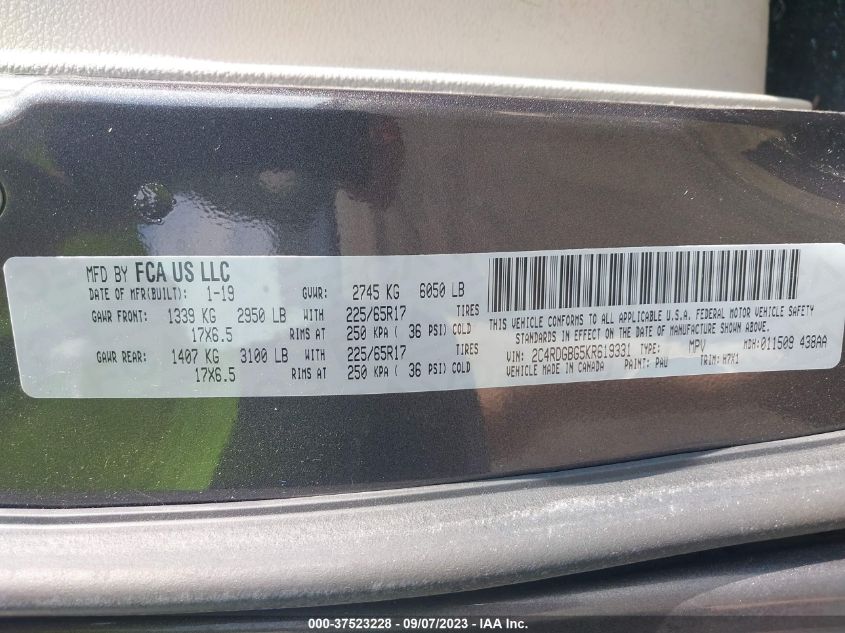 MFD BY FCA US LLC
DATE OF MFR(BUILT): 1-19 GVWR: 2745 KG 6050 LB
GAWR FRONT: 1339 KG 2950 LB WITH 225/65R17 TIRES
17X6.5 RIMS AT 250 KPA ( 36 PSI) COLD
GAWR REAR: 1407 KG 3100 LB WITH 225/65R17 TIRES
17X6.5 RIMS AT 250 KPA ( 36 PSI) COLD
THIS VEHICLE CONFORMS TO ALL APPLICABLE U.S.A. FEDERAL MOTOR VEHICLE SAFETY
STANDARDS IN EFFECT ON THE DATE OF MANUFACTURE SHOWN ABOVE.
VIN: 2C4RDGBG5KR619331 TYPE: MPV MDH:011509 438AA
VEHICLE MADE IN CANADA PAINT: PAU TRIM: H7X1
000-37523228 - 09/07/2023 - IAA Inc.